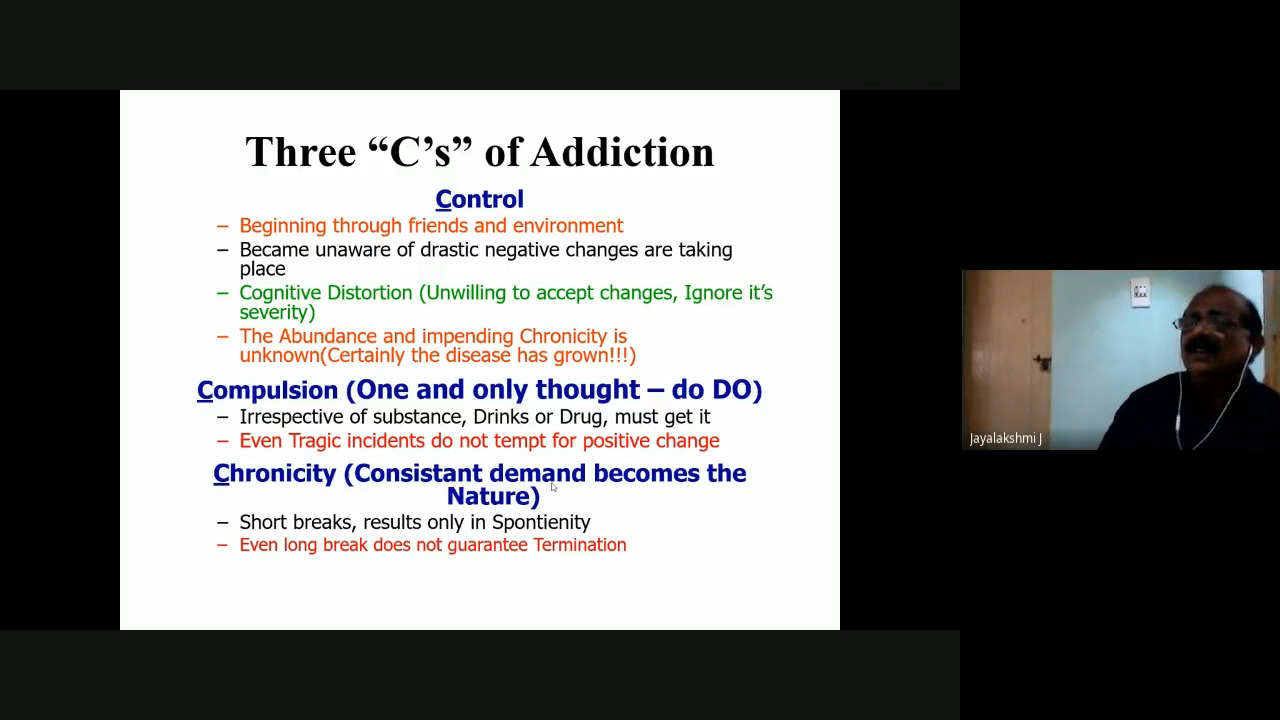 Three “C’s” of Addiction
Control
– Beginning through friends and environment
– Became unaware of drastic negative changes are taking
place
– Cognitive Distortion (Unwilling to accept changes, Ignore it’s
severity)
– The Abundance and impending Chronicity is
unknown(Certainly the disease has grown!!!)
Compulsion (One and only thought – do DO)
– Irrespective of substance, Drinks or Drug, must get it
– Even Tragic incidents do not tempt for positive change
Chronicity (Consistant demand becomes the
Nature)
– Short breaks, results only in Spontienity
– Even long break does not guarantee Termination
Jayalakshmi J